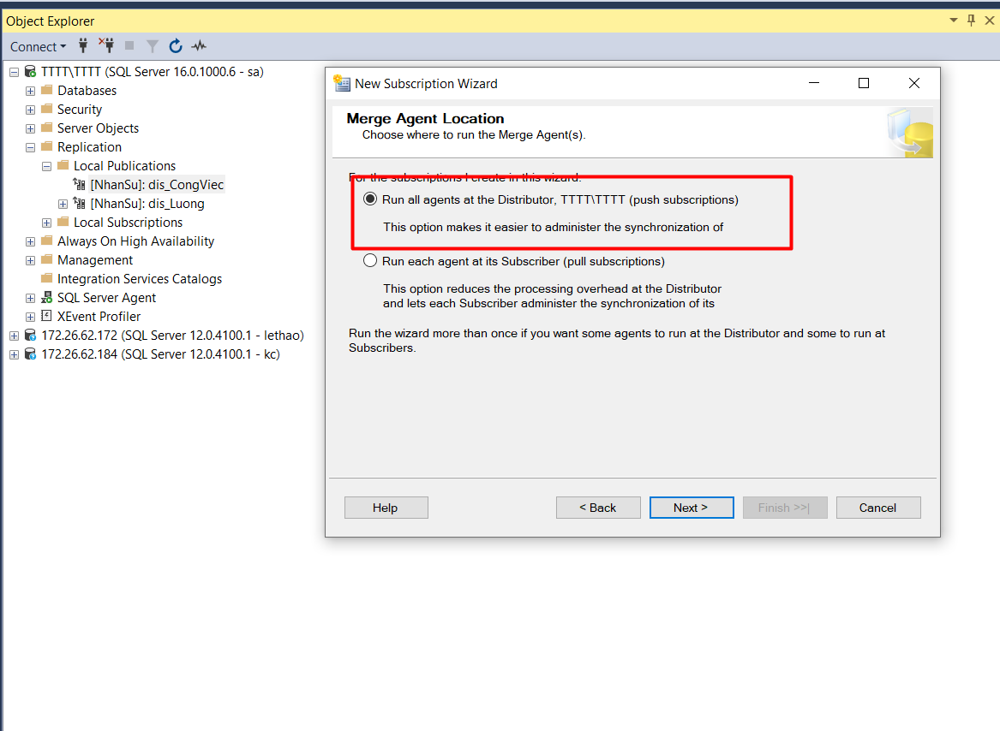 Object Explorer
Connect
TTTT\TTTT (SQL Server 16.0.1000.6 - sa)
Databases
Security
Server Objects
Replication
Local Publications
[NhanSu]: dis_CongViec
[NhanSu]: dis_Luong
Local Subscriptions
Always On High Availability
Management
Integration Services Catalogs
SQL Server Agent
XEvent Profiler
172.26.62.172 (SQL Server 12.0.4100.1 - lethao)
172.26.62.184 (SQL Server 12.0.4100.1 - kc)
New Subscription Wizard
Merge Agent Location
Choose where to run the Merge Agent(s).
For the subscriptions I create in this wizard:
Run all agents at the Distributor, TTTT\TTTT (push subscriptions)
This option makes it easier to administer the synchronization of
Run each agent at its Subscriber (pull subscriptions)
This option reduces the processing overhead at the Distributor
and lets each Subscriber administer the synchronization of its
Run the wizard more than once if you want some agents to run at the Distributor and some to run at
Subscribers.
Help
< Back
Next >
Finish >>|
Cancel